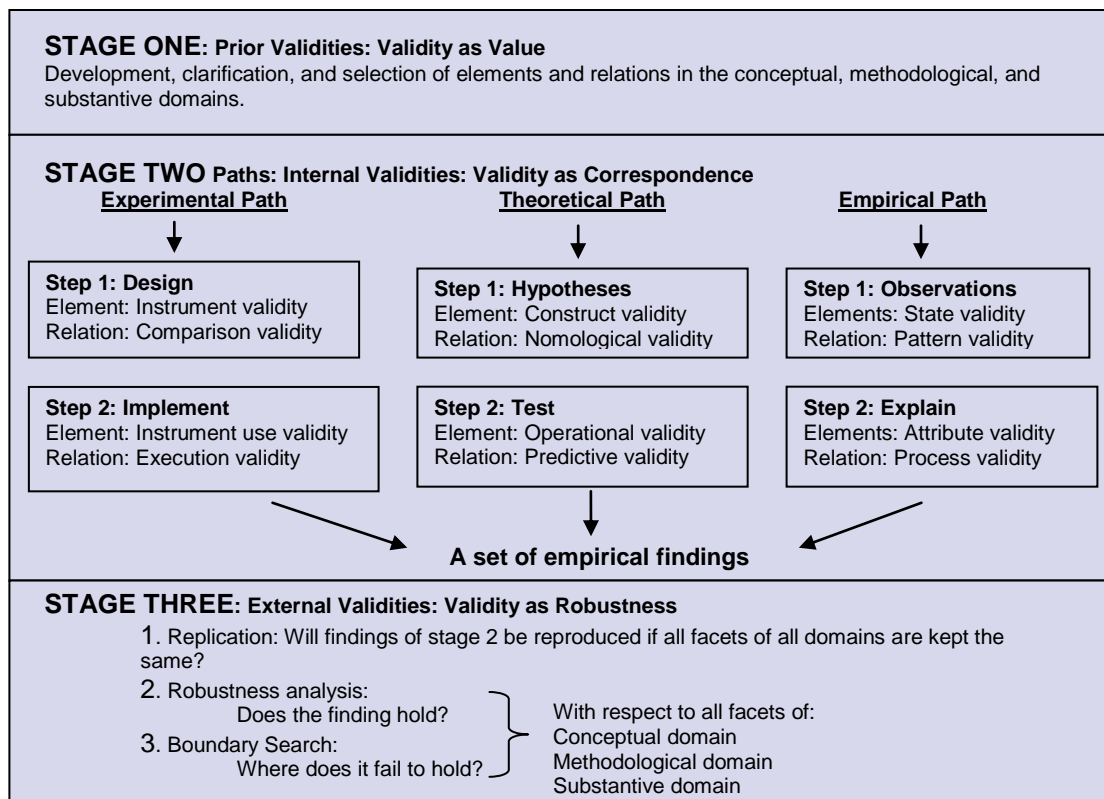 STAGE ONE: Prior Validities: Validity as Value
Development, clarification, and selection of elements and relations in the conceptual, methodological, and
substantive domains.
STAGE TWO Paths: Internal Validities: Validity as Correspondence
Experimental Path
Theoretical Path
Empirical Path
Step 1: Design
Element: Instrument validity
Relation: Comparison validity
Step 1: Hypotheses
Element: Construct validity
Relation: Nomological validity
Step 1: Observations
Elements: State validity
Relation: Pattern validity
Step 2: Implement
Element: Instrument use validity
Relation: Execution validity
Step 2: Test
Element: Operational validity
Relation: Predictive validity
Step 2: Explain
Elements: Attribute validity
Relation: Process validity
A set of empirical findings
STAGE THREE: External Validities: Validity as Robustness
1. Replication: Will findings of stage 2 be reproduced if all facets of all domains are kept the
same?
2. Robustness analysis:
Does the finding hold?
3. Boundary Search:
Where does it fail to hold?
With respect to all facets of:
Conceptual domain
Methodological domain
Substantive domain